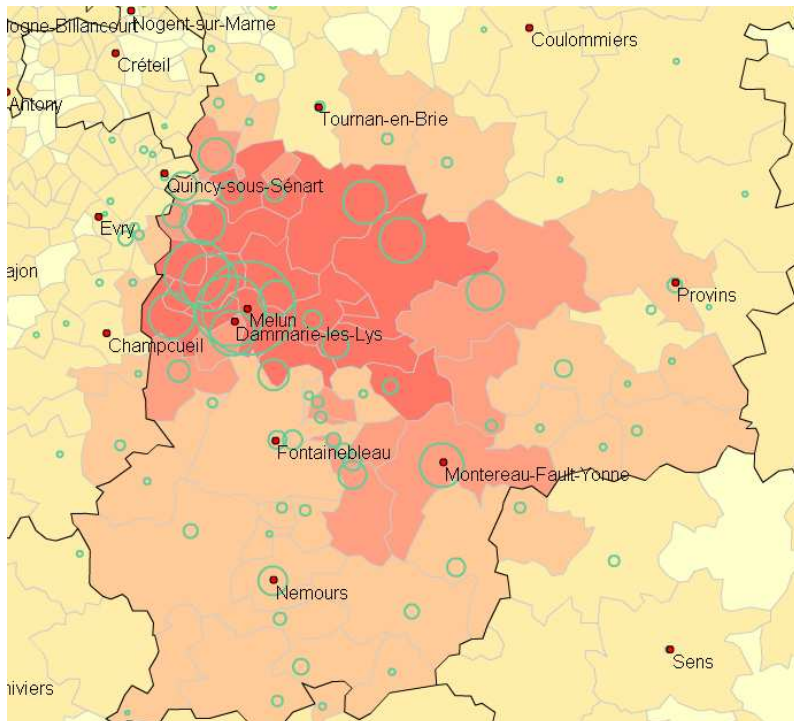 Nogent-sur-Marne
logne-Billancourt
Coulommiers
Créteil
Antony
Tournan-en-Brie
Quincy-sous-Sénart
Evry
ajon
Provins
Melun
Dammarie-les-Lys
Champcueil
Fontainebleau
Montereau-Fault-Yonne
Nemours
Sens
niviers